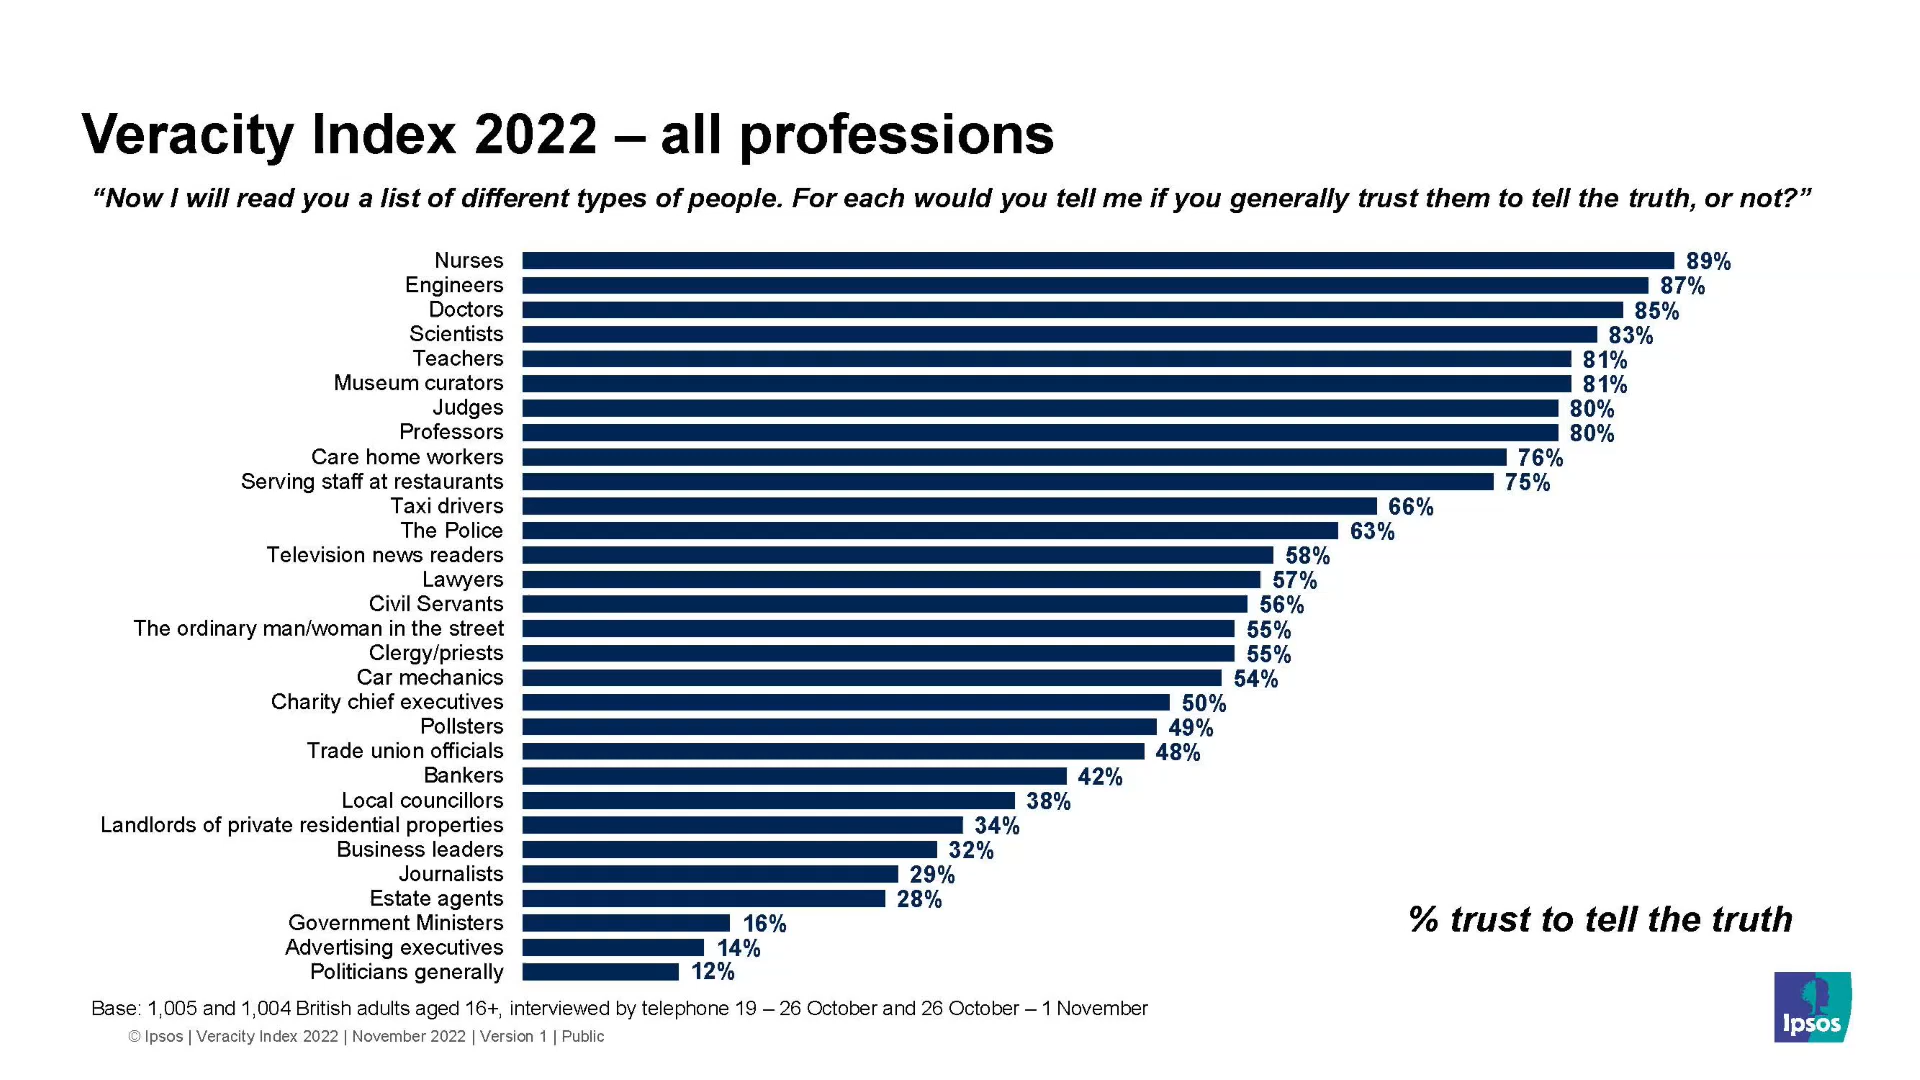 Veracity Index 2022 – all professions
“Now I will read you a list of different types of people. For each would you tell me if you generally trust them to tell the truth, or not?”
Nurses 89%
Engineers 87%
Doctors 85%
Scientists 83%
Teachers 81%
Museum curators 81%
Judges 80%
Professors 80%
Care home workers 76%
Serving staff at restaurants 75%
Taxi drivers 66%
The Police 63%
Television news readers 58%
Lawyers 57%
Civil Servants 56%
The ordinary man/woman in the street 55%
Clergy/priests 55%
Car mechanics 54%
Charity chief executives 50%
Pollsters 49%
Trade union officials 48%
Bankers 42%
Local councillors 38%
Landlords of private residential properties 34%
Business leaders 32%
Journalists 29%
Estate agents 28%
Government Ministers 16%
Advertising executives 14%
Politicians generally 12%
% trust to tell the truth
Base: 1,005 and 1,004 British adults aged 16+, interviewed by telephone 19 – 26 October and 26 October – 1 November
© Ipsos | Veracity Index 2022 | November 2022 | Version 1 | Public
Ipsos